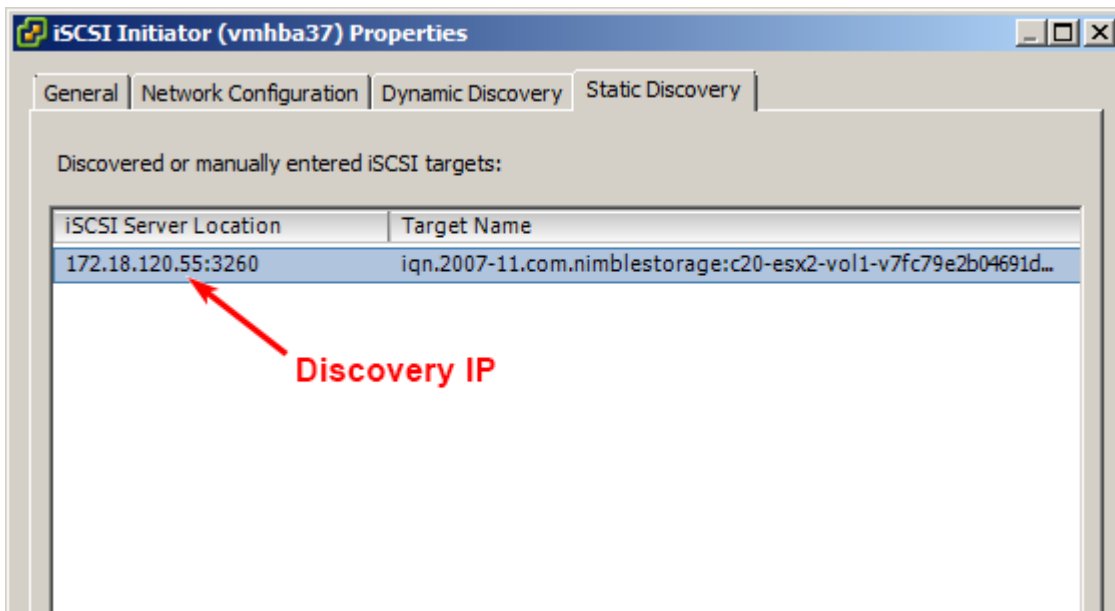 iSCSI Initiator (vmhba37) Properties
General Network Configuration Dynamic Discovery Static Discovery
Discovered or manually entered iSCSI targets:
iSCSI Server Location Target Name
172.18.120.55:3260 iqn.2007-11.com.nimblestorage:c20-esx2-vol1-v7fc79e2b04691d...
Discovery IP